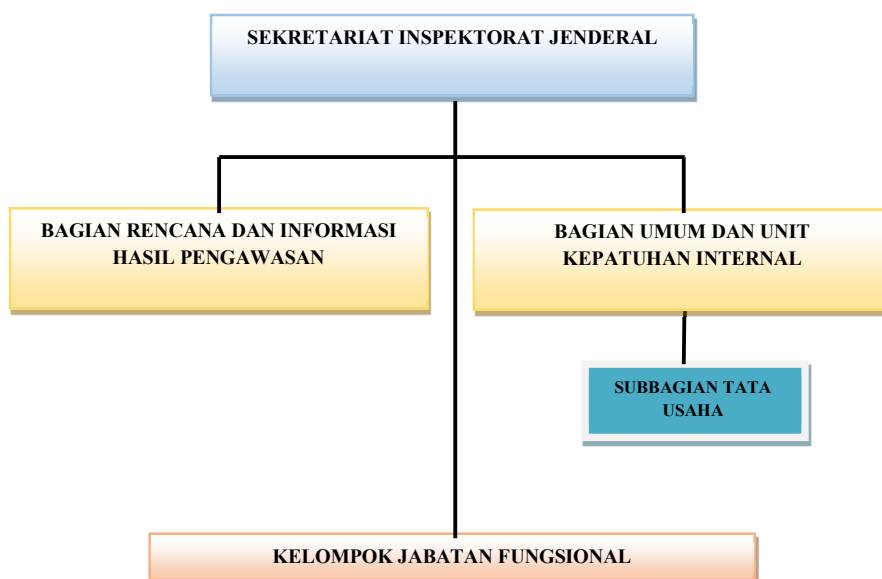 SEKRETARIAT INSPEKTORAT JENDERAL
BAGIAN RENCANA DAN INFORMASI
HASIL PENGAWASAN
BAGIAN UMUM DAN UNIT
KEPATUHAN INTERNAL
SUBBAGIAN TATA
USAHA
KELOMPOK JABATAN FUNGSIONAL